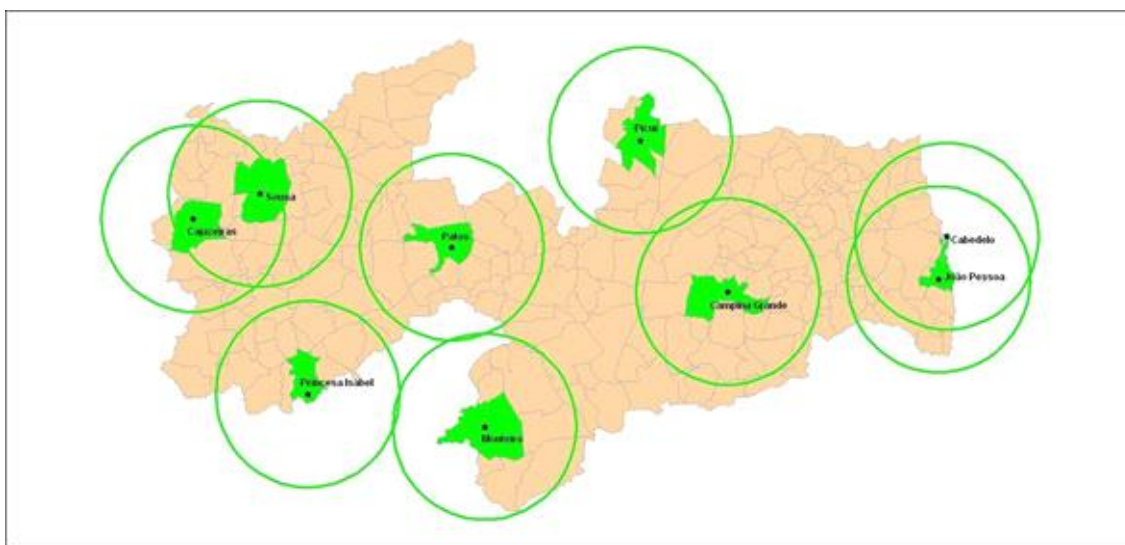 Picuí
Sousa
Cajazeiras
Patos
Cabedelo
João Pessoa
Campina Grande
Princesa Isabel
Monteiro